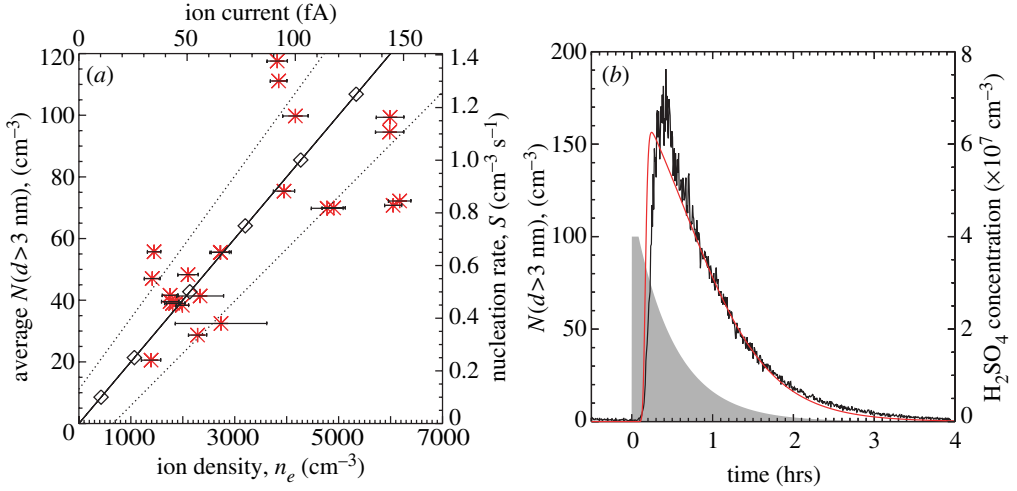 ion current (fA)
0 50 100 150
(a)
average N(d>3 nm), (cm⁻³)
120
100
80
60
40
20
0
1.4
1.2
1.0
0.8
0.6
0.4
0.2
0
nucleation rate, S (cm⁻³ s⁻¹)
1000 3000 5000 7000
ion density, nₑ (cm⁻³)
(b)
N(d>3 nm), (cm⁻³)
200
150
100
50
0
8
6
4
2
0
H₂SO₄ concentration (×10⁷ cm⁻³)
0 1 2 3 4
time (hrs)